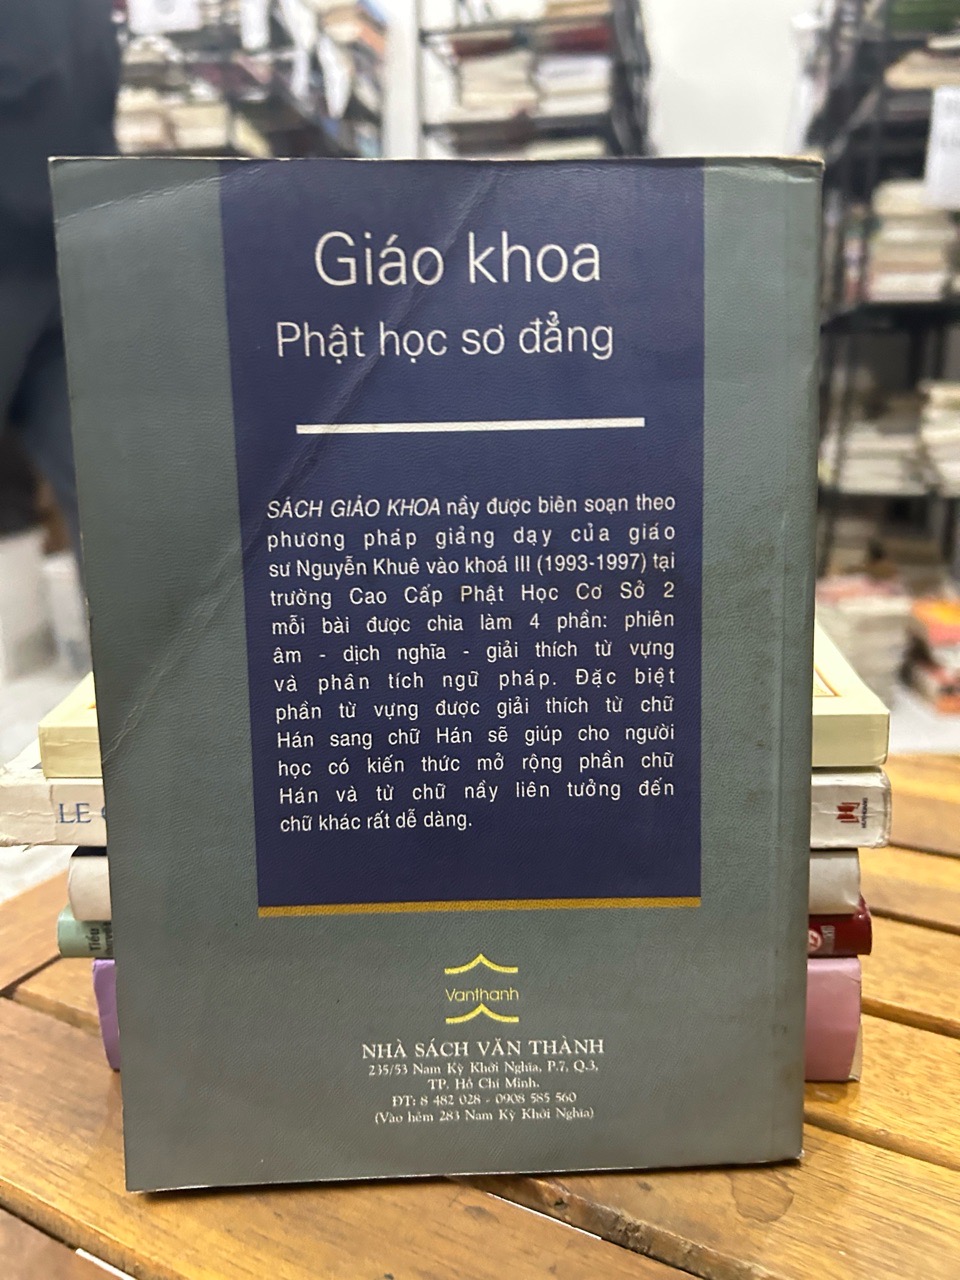 Giáo khoa
Phật học sơ đẳng
SÁCH GIÁO KHOA nầy được biên soạn theo
phương pháp giảng dạy của giáo
sư Nguyễn Khuê vào khoá III (1993-1997) tại
trường Cao Cấp Phật Học Cơ Sở 2
mỗi bài được chia làm 4 phần: phiên
âm - dịch nghĩa - giải thích từ vựng
và phân tích ngữ pháp. Đặc biệt
phần từ vựng được giải thích từ chữ
Hán sang chữ Hán sẽ giúp cho người
học có kiến thức mở rộng phần chữ
Hán và từ chữ nầy liên tưởng đến
chữ khác rất dễ dàng.
Vanthanh
NHÀ SÁCH VĂN THÀNH
235/53 Nam Kỳ Khởi Nghĩa, P.7, Q.3,
TP. Hồ Chí Minh.
ĐT: 8 482 028 - 0908 585 560
(Vào hẻm 283 Nam Kỳ Khởi Nghĩa)
LE
Tiểu